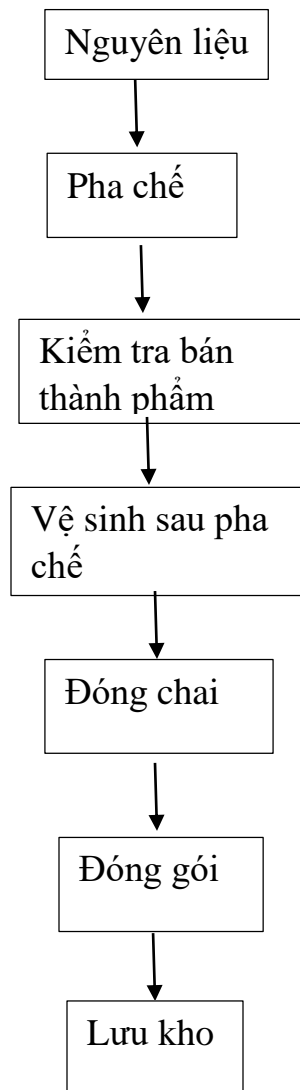 Nguyên liệu
Pha chế
Kiểm tra bán
thành phẩm
Vệ sinh sau pha
chế
Đóng chai
Đóng gói
Lưu kho